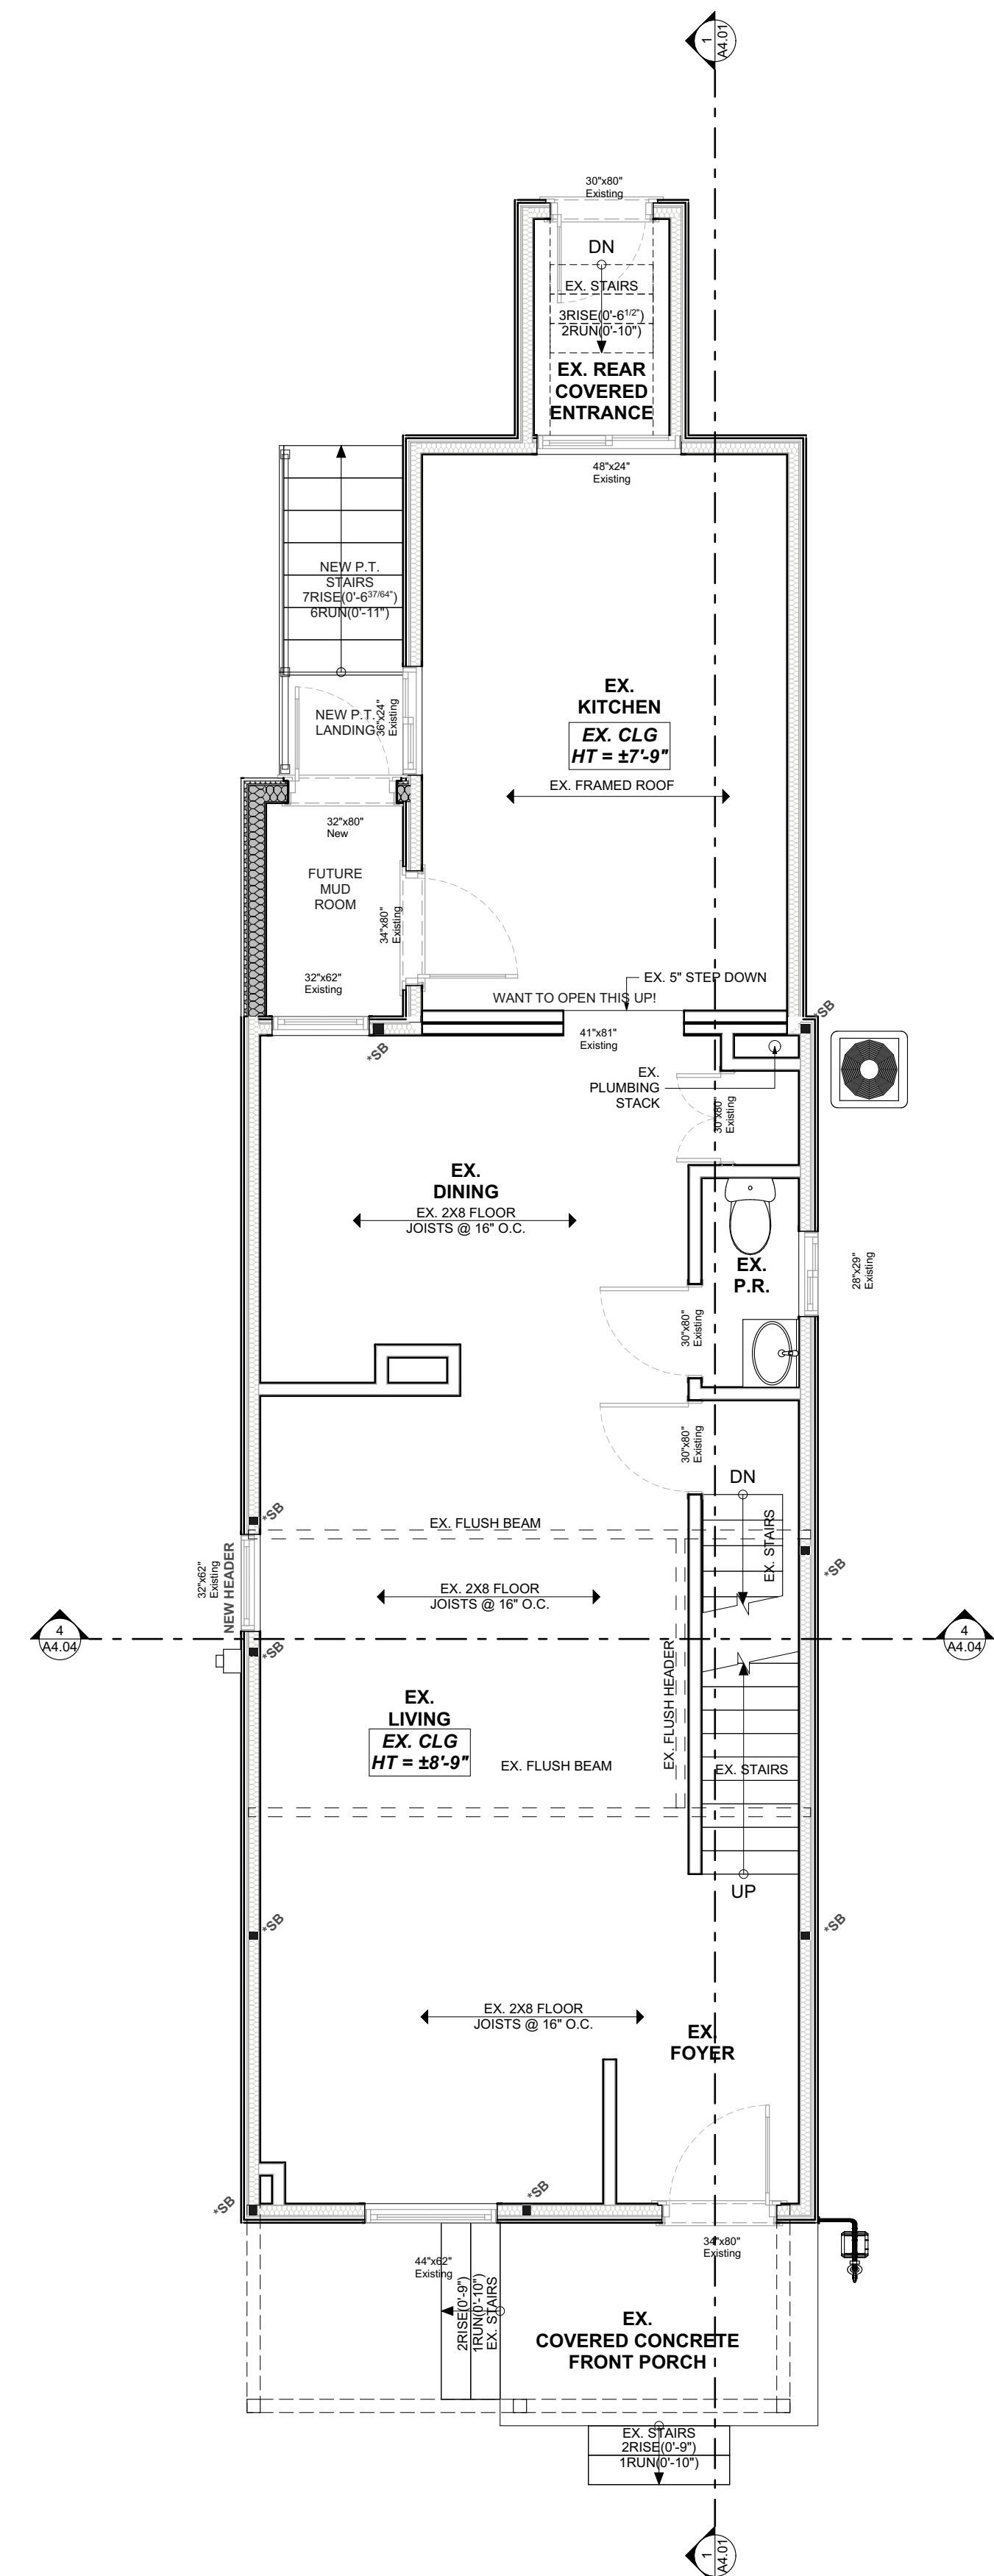 1
A4.01
30"x80"
Existing
DN
EX. STAIRS
3RISE(0'-6 1/2")
2RUN(0'-10")
EX. REAR
COVERED
ENTRANCE
48"x24"
Existing
NEW P.T.
STAIRS
7RISE(0'-6 37/64")
6RUN(0'-11")
NEW P.T.
LANDING
36"x24"
Existing
EX.
KITCHEN
EX. CLG
HT = ±7'-9"
EX. FRAMED ROOF
32"x80"
New
FUTURE
MUD
ROOM
34"x80"
Existing
32"x62"
Existing
EX. 5" STEP DOWN
WANT TO OPEN THIS UP!
*SB
41"x81"
Existing
*SB
EX.
PLUMBING
STACK
30"x80"
Existing
EX.
DINING
EX. 2X8 FLOOR
JOISTS @ 16" O.C.
EX.
P.R.
28"x29"
Existing
30"x80"
Existing
30"x80"
Existing
DN
EX. STAIRS
*SB
EX. FLUSH BEAM
32"x62"
Existing
NEW HEADER
*SB
EX. 2X8 FLOOR
JOISTS @ 16" O.C.
4
A4.04
4
A4.04
*SB
EX. FLUSH HEADER
EX.
LIVING
EX. CLG
HT = ±8'-9"
EX. FLUSH BEAM
EX. STAIRS
UP
*SB
*SB
EX. 2X8 FLOOR
JOISTS @ 16" O.C.
EX.
FOYER
*SB
*SB
44"x62"
Existing
34"x80"
Existing
2RISE(0'-9")
1RUN(0'-10")
EX. STAIRS
EX.
COVERED CONCRETE
FRONT PORCH
EX. STAIRS
2RISE(0'-9")
1RUN(0'-10")
1
A4.01